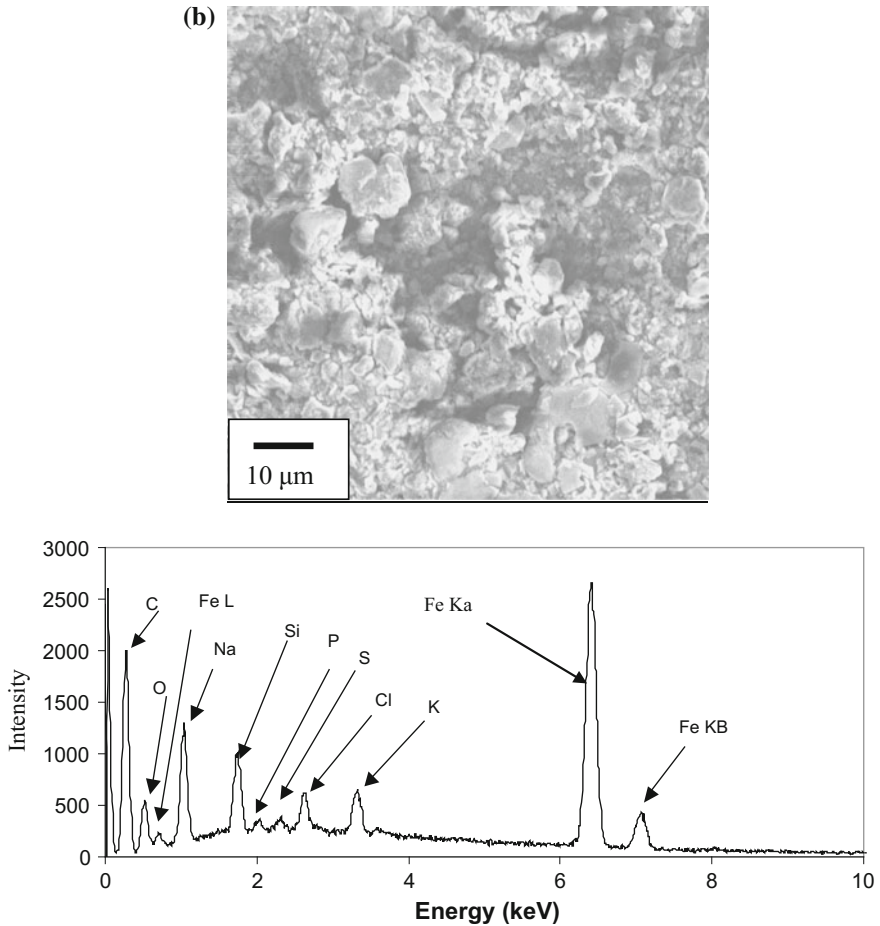 (b)
10 μm
3000
2500
2000
1500
1000
500
0
Intensity
C
O
Fe L
Na
Si
P
S
Cl
K
Fe Ka
Fe KB
0
2
4
6
8
10
Energy (keV)